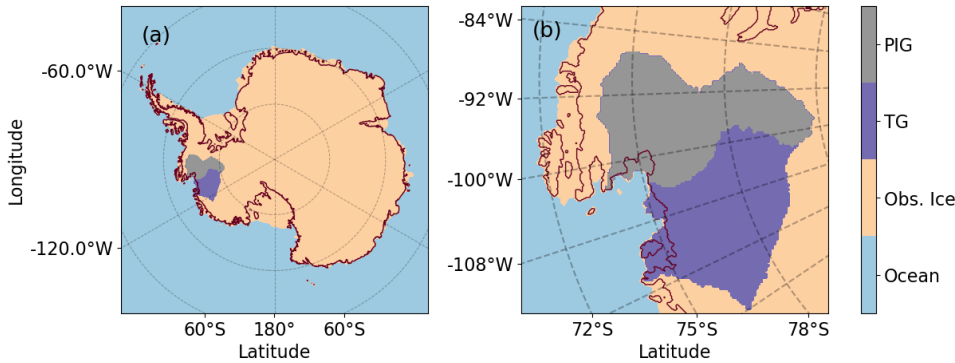 (a)
-60.0°W
-120.0°W
Longitude
60°S 180° 60°S
Latitude
(b)
-84°W
-92°W
-100°W
-108°W
72°S 75°S 78°S
Latitude
PIG
TG
Obs. Ice
Ocean